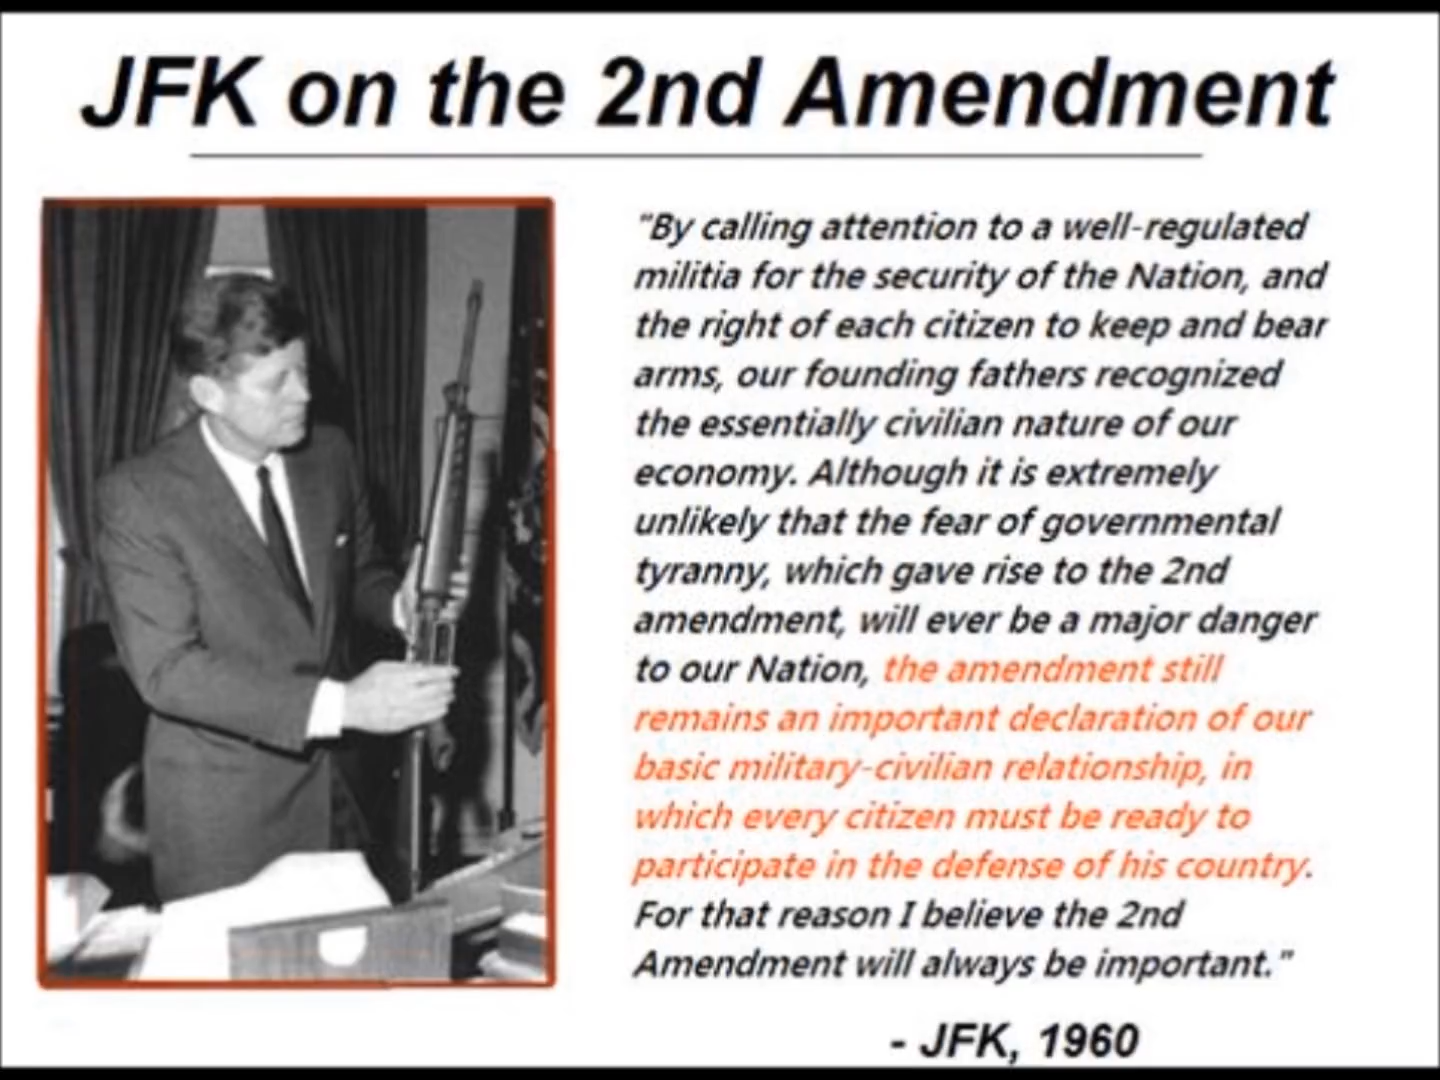 JFK on the 2nd Amendment
"By calling attention to a well-regulated
militia for the security of the Nation, and
the right of each citizen to keep and bear
arms, our founding fathers recognized
the essentially civilian nature of our
economy. Although it is extremely
unlikely that the fear of governmental
tyranny, which gave rise to the 2nd
amendment, will ever be a major danger
to our Nation, the amendment still
remains an important declaration of our
basic military-civilian relationship, in
which every citizen must be ready to
participate in the defense of his country.
For that reason I believe the 2nd
Amendment will always be important."
- JFK, 1960